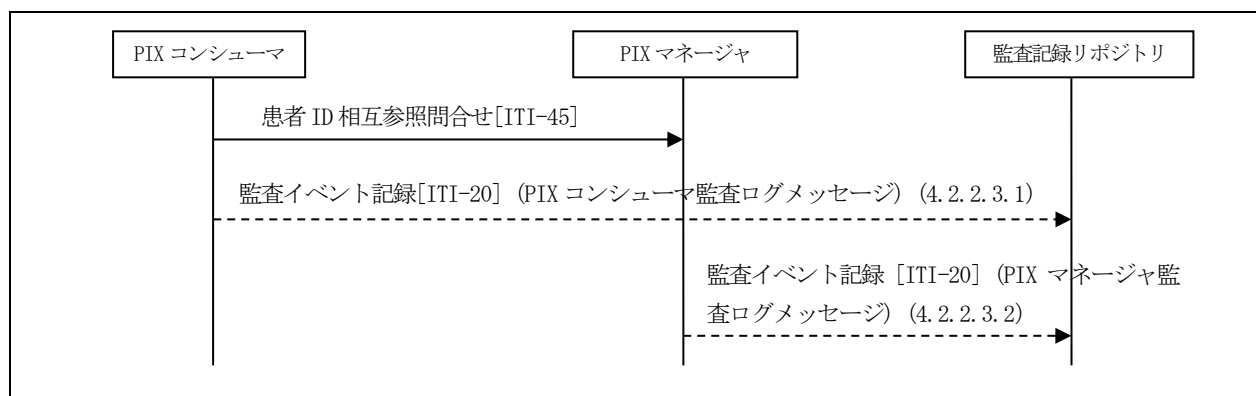 PIX コンシューマ
PIX マネージャ
監査記録リポジトリ
患者 ID 相互参照問合せ[ITI-45]
監査イベント記録[ITI-20] (PIX コンシューマ監査ログメッセージ) (4.2.2.3.1)
監査イベント記録 [ITI-20] (PIX マネージャ監
査ログメッセージ) (4.2.2.3.2)